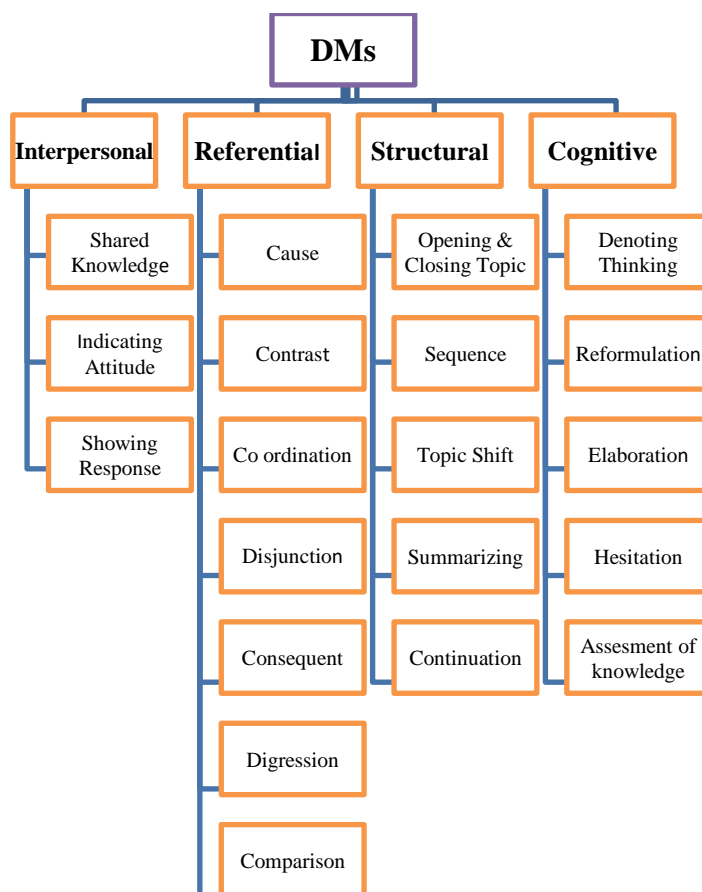 DMs
Interpersonal
Referential
Structural
Cognitive
Shared
Knowledge
Indicating
Attitude
Showing
Response
Cause
Contrast
Co ordination
Disjunction
Consequent
Digression
Comparison
Opening &
Closing Topic
Sequence
Topic Shift
Summarizing
Continuation
Denoting
Thinking
Reformulation
Elaboration
Hesitation
Assesment of
knowledge